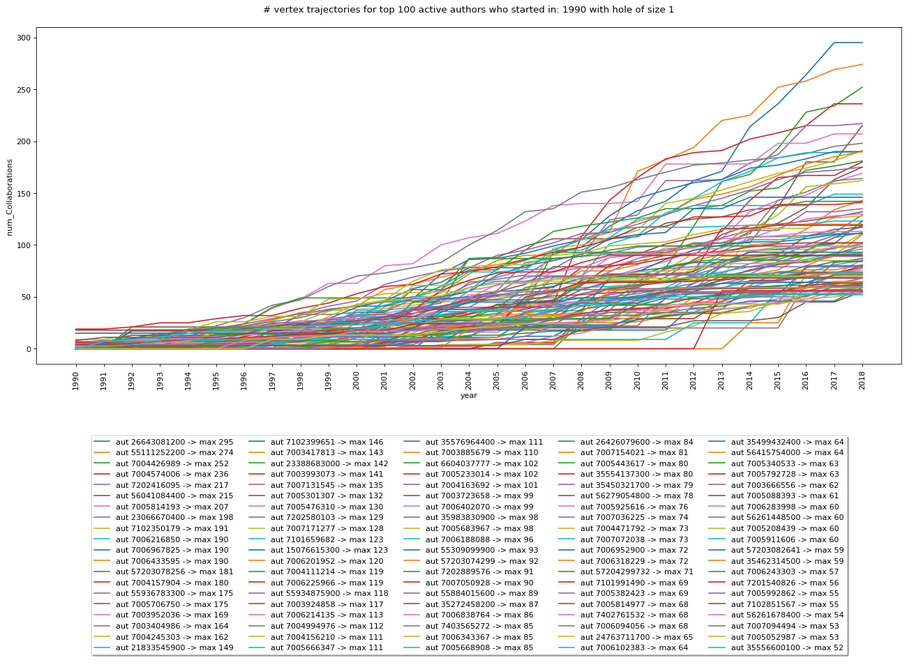 # vertex trajectories for top 100 active authors who started in: 1990 with hole of size 1
300
250
200
150
100
50
0
num_Collaborations
1990 1991 1992 1993 1994 1995 1996 1997 1998 1999 2000 2001 2002 2003 2004 2005 2006 2007 2008 2009 2010 2011 2012 2013 2014 2015 2016 2017 2018
year
aut 26643081200 -> max 295 aut 7102399651 -> max 146 aut 35576964400 -> max 111 aut 26426079600 -> max 84 aut 35499432400 -> max 64
aut 55111252200 -> max 274 aut 7003417813 -> max 143 aut 7003885679 -> max 110 aut 7007154021 -> max 81 aut 56415754000 -> max 64
aut 7004426989 -> max 252 aut 23388683000 -> max 142 aut 6604037777 -> max 102 aut 7005443617 -> max 80 aut 7005340533 -> max 63
aut 7004574006 -> max 236 aut 7003993073 -> max 141 aut 7005233014 -> max 102 aut 35554137300 -> max 80 aut 7005792728 -> max 63
aut 7202416095 -> max 217 aut 7007131545 -> max 135 aut 7004163692 -> max 101 aut 35450321700 -> max 79 aut 7003666556 -> max 62
aut 56041084400 -> max 215 aut 7005301307 -> max 132 aut 7003723658 -> max 99 aut 56279054800 -> max 78 aut 7005088393 -> max 61
aut 7005814193 -> max 207 aut 7005476310 -> max 130 aut 7006402070 -> max 99 aut 7005925616 -> max 76 aut 7006283998 -> max 60
aut 23066670400 -> max 198 aut 7202580103 -> max 129 aut 35983830900 -> max 98 aut 7007036225 -> max 74 aut 56261448500 -> max 60
aut 7102350179 -> max 191 aut 7007171277 -> max 128 aut 7005683967 -> max 98 aut 7004471792 -> max 73 aut 7005208439 -> max 60
aut 7006216850 -> max 190 aut 7101659682 -> max 123 aut 7006188088 -> max 96 aut 7007072038 -> max 73 aut 7005911606 -> max 60
aut 7006967825 -> max 190 aut 15076615300 -> max 123 aut 55309099900 -> max 93 aut 7006952900 -> max 72 aut 57203082641 -> max 59
aut 7006433595 -> max 190 aut 7006201952 -> max 120 aut 57203074299 -> max 92 aut 7006318229 -> max 72 aut 35462314500 -> max 59
aut 57203078256 -> max 181 aut 7004111214 -> max 119 aut 7202889576 -> max 91 aut 57204299732 -> max 71 aut 7006243303 -> max 57
aut 7004157904 -> max 180 aut 7006225966 -> max 119 aut 7007050928 -> max 90 aut 7101991490 -> max 69 aut 7201540826 -> max 56
aut 55936783300 -> max 175 aut 55934875900 -> max 118 aut 55884015600 -> max 89 aut 7005382423 -> max 69 aut 7005992862 -> max 55
aut 7005706750 -> max 175 aut 7003924858 -> max 117 aut 35272458200 -> max 87 aut 7005814977 -> max 68 aut 7102851567 -> max 55
aut 7003952036 -> max 169 aut 7006214135 -> max 113 aut 7006838764 -> max 86 aut 7402761532 -> max 68 aut 56261678400 -> max 54
aut 7003404986 -> max 164 aut 7004994976 -> max 112 aut 7403565272 -> max 85 aut 7006094056 -> max 68 aut 7007094494 -> max 53
aut 7004245303 -> max 162 aut 7004156210 -> max 111 aut 7006343367 -> max 85 aut 24763711700 -> max 65 aut 7005052987 -> max 53
aut 21833545900 -> max 149 aut 7005666347 -> max 111 aut 7005668908 -> max 85 aut 7006102383 -> max 64 aut 35556600100 -> max 52